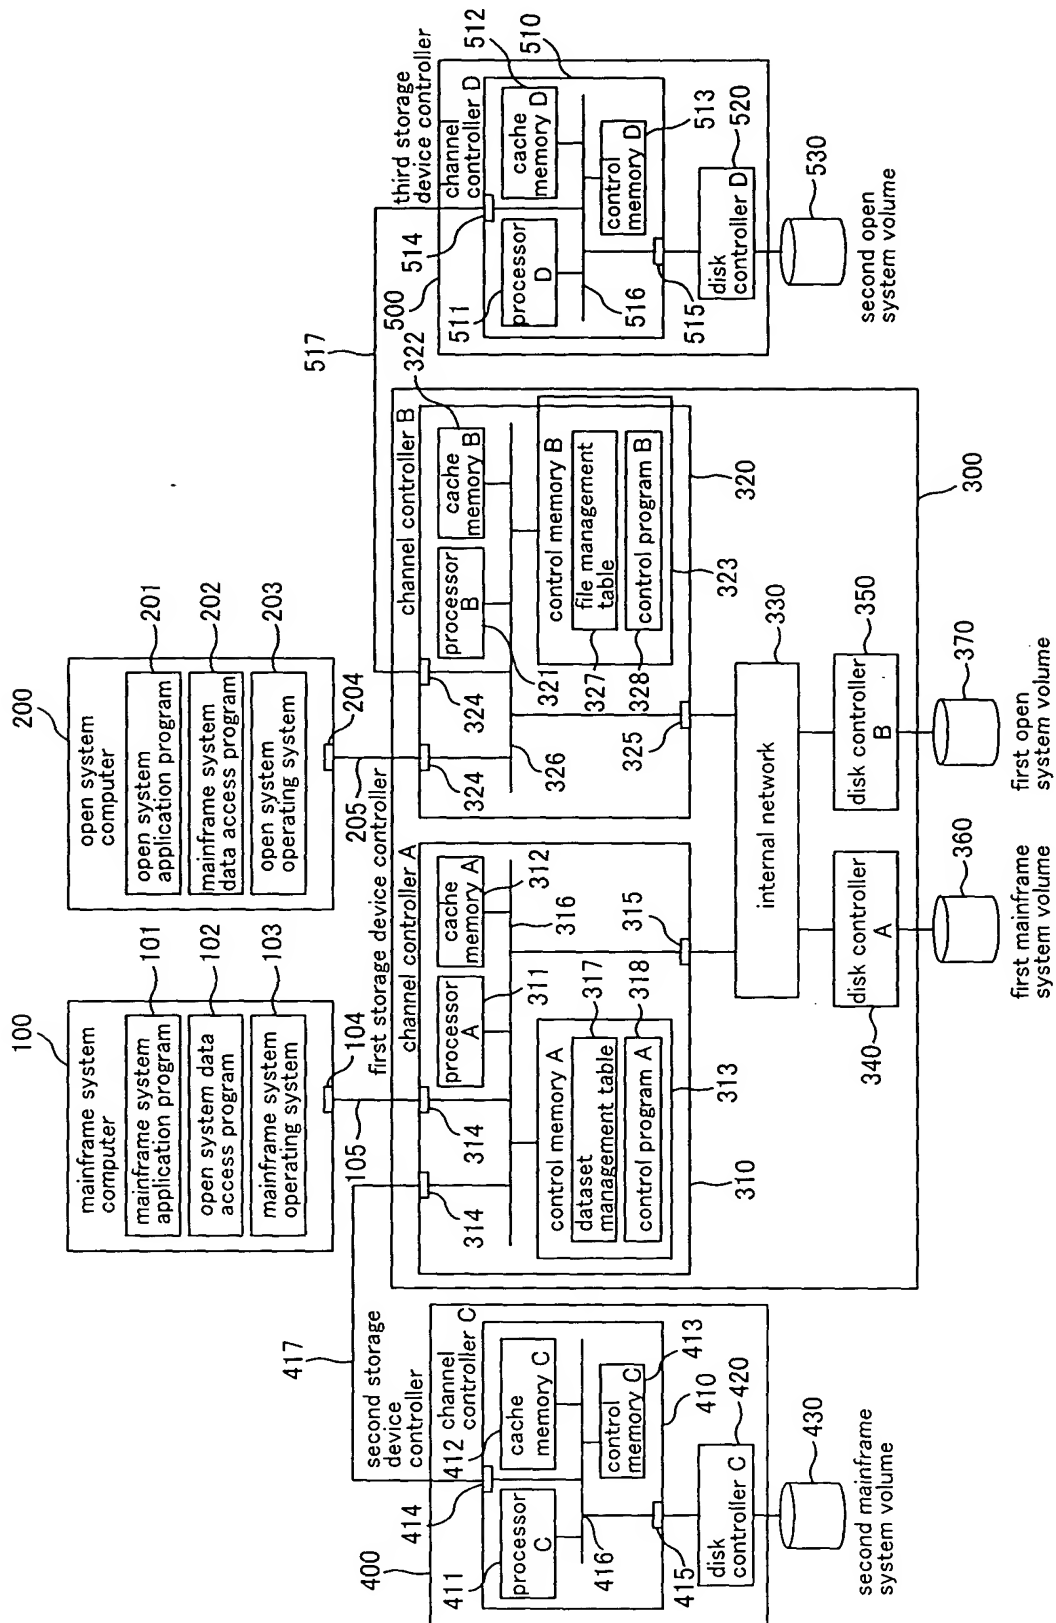 100
mainframe system
computer
mainframe system
application program
101
open system data
access program
102
mainframe system
operating system
103
104
105
200
open system
computer
open system
application program
201
mainframe system
data access program
202
open system
operating system
203
204
205
417
517
second storage
device
controller
400
channel
controller C
412
414
411
processor
C
cache
memory C
control
memory C
413
416
410
415
disk
controller C
420
430
second mainframe
system volume
first storage device controller
channel controller A
314
314
processor
A
311
cache
memory A
312
316
control memory A
dataset
management table
317
control program A
318
313
315
310
channel controller B
324
324
processor
B
321
cache
memory B
322
326
control memory B
file management
table
327
control program B
328
323
325
320
internal network
330
300
disk controller
A
340
disk controller
B
350
360
first mainframe
system volume
370
first open
system volume
third storage
device controller
500
channel
controller D
514
511
processor
D
cache
memory D
512
510
control
memory D
513
516
515
disk
controller D
520
530
second open
system volume